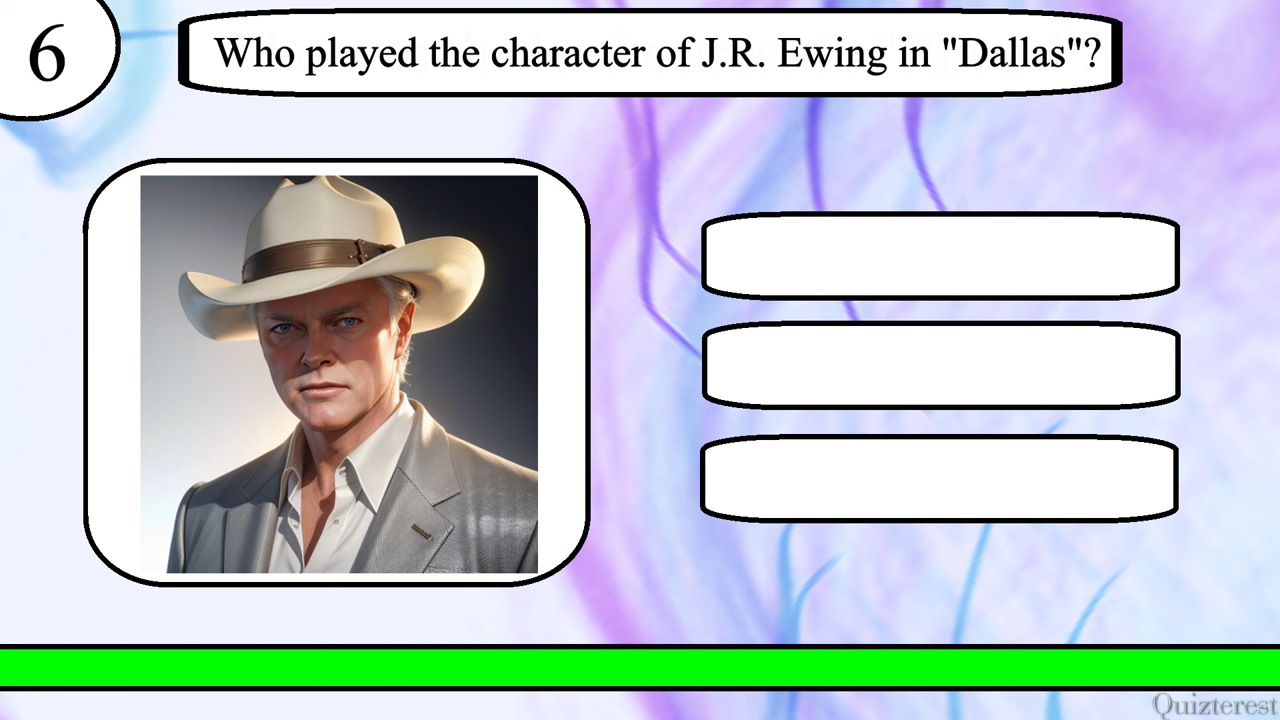 6
Who played the character of J.R. Ewing in "Dallas"?
Quizterest